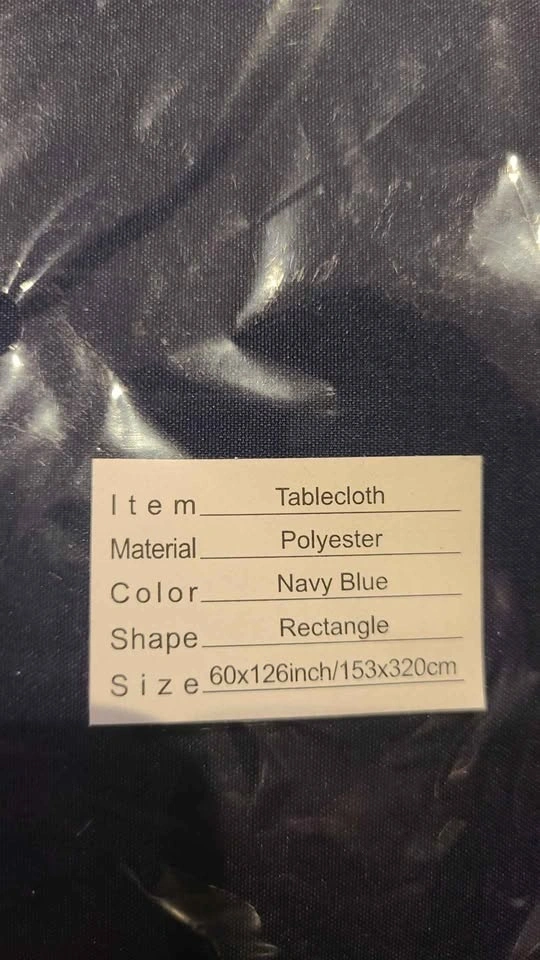 Item Tablecloth
Material Polyester
Color Navy Blue
Shape Rectangle
Size 60x126inch/153x320cm